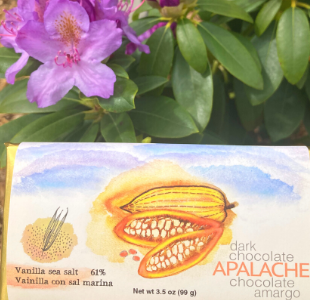 dark
chocolate
APALACHE
chocolate
amargo
Vanilla sea salt 61%
Vainilla con sal marina
Net wt 3.5 oz (99 g)